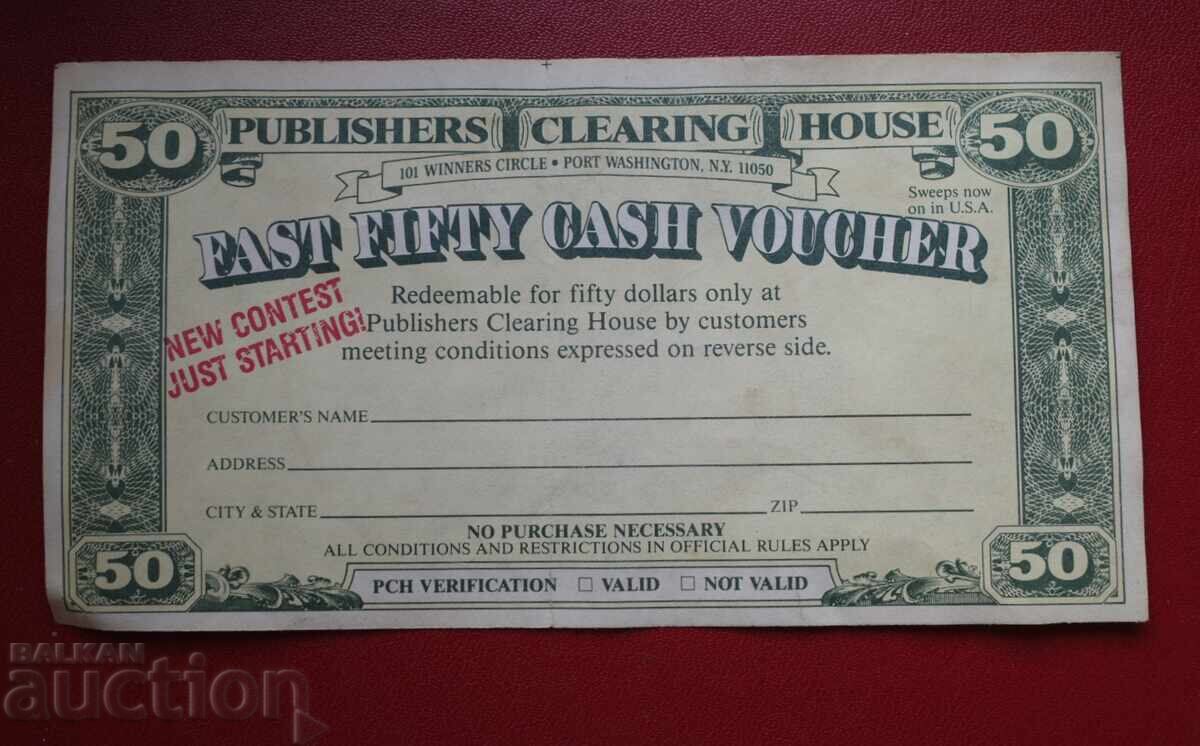 50 PUBLISHERS CLEARING HOUSE 50
101 WINNERS CIRCLE • PORT WASHINGTON, N.Y. 11050
Sweeps now
on in U.S.A.
FAST FIFTY CASH VOUCHER
NEW CONTEST
JUST STARTING!
Redeemable for fifty dollars only at
Publishers Clearing House by customers
meeting conditions expressed on reverse side.
CUSTOMER'S NAME
ADDRESS
CITY & STATE ZIP
NO PURCHASE NECESSARY
ALL CONDITIONS AND RESTRICTIONS IN OFFICIAL RULES APPLY
50 PCH VERIFICATION □ VALID □ NOT VALID 50
BALKAN
auction